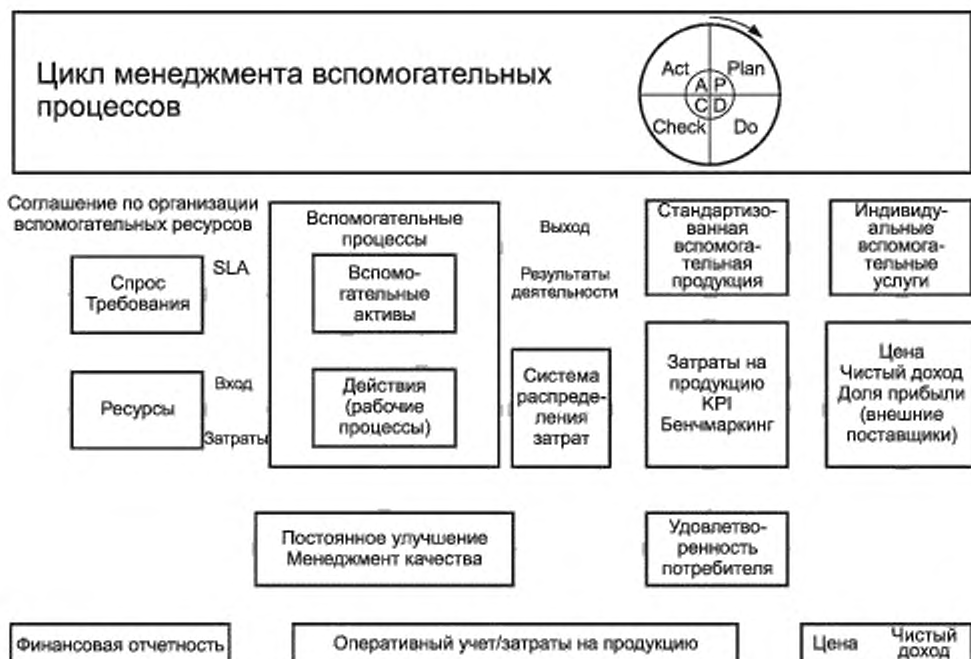 Цикл менеджмента вспомогательных
процессов
Act
Plan
A
P
C
D
Check
Do
Соглашение по организации
вспомогательных ресурсов
SLA
Спрос
Требования
Вход
Ресурсы
Затраты
Вспомогательные
процессы
Вспомо-
гательные
активы
Действия
(рабочие
процессы)
Выход
Результаты
деятельности
Система
распреде-
ления
затрат
Стандартизо-
ванная
вспомога-
тельная
продукция
Индивиду-
альные
вспомога-
тельные
услуги
Затраты на
продукцию
KPI
Бенчмаркинг
Цена
Чистый доход
Доля прибыли
(внешние
поставщики)
Постоянное улучшение
Менеджмент качества
Удовлетво-
ренность
потребителя
Финансовая отчетность
Оперативный учет/затраты на продукцию
Цена
Чистый
доход